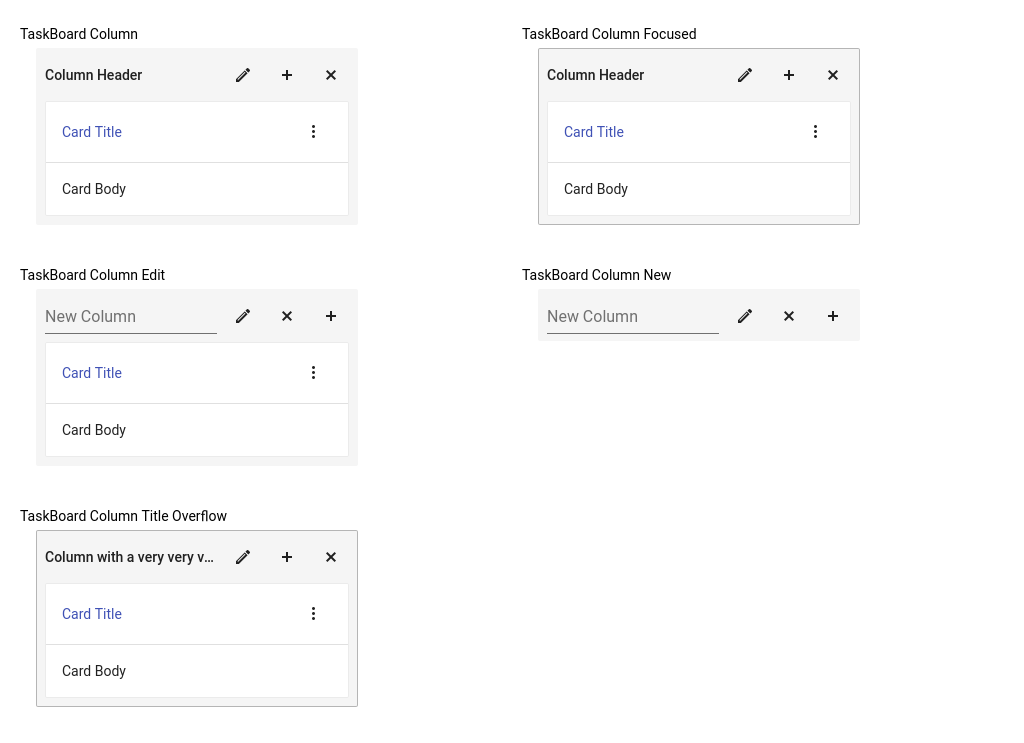 TaskBoard Column
Column Header
Card Title
Card Body
TaskBoard Column Focused
Column Header
Card Title
Card Body
TaskBoard Column Edit
New Column
Card Title
Card Body
TaskBoard Column New
New Column
TaskBoard Column Title Overflow
Column with a very very v...
Card Title
Card Body